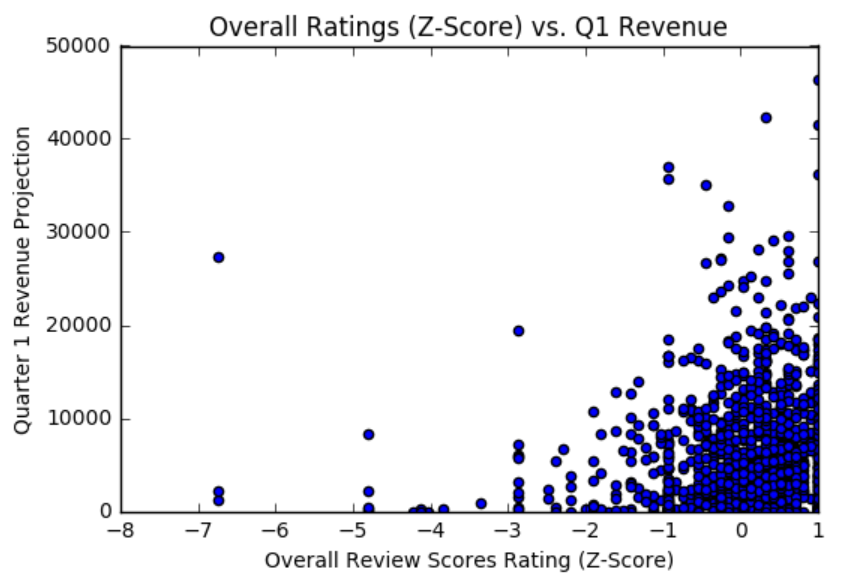 Overall Ratings (Z-Score) vs. Q1 Revenue
50000
40000
30000
20000
10000
0
Quarter 1 Revenue Projection
−8 −7 −6 −5 −4 −3 −2 −1 0 1
Overall Review Scores Rating (Z-Score)